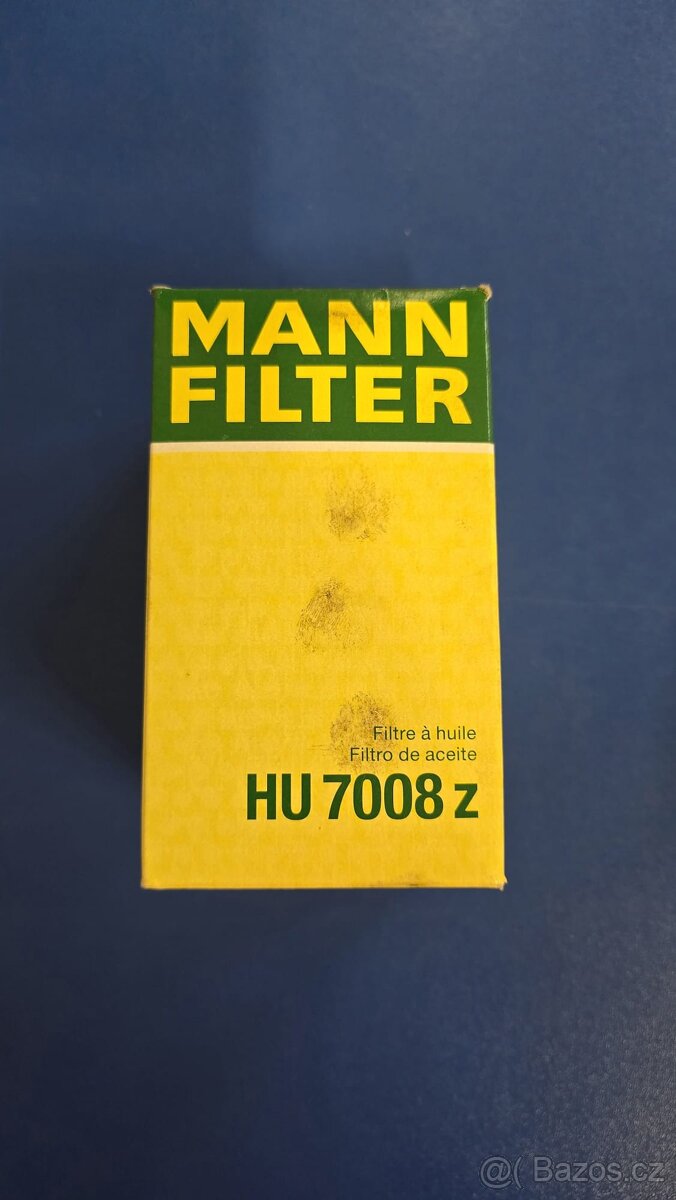 MANN
FILTER
Filtre à huile
Filtro de aceite
HU 7008 z
@( Bazos.cz